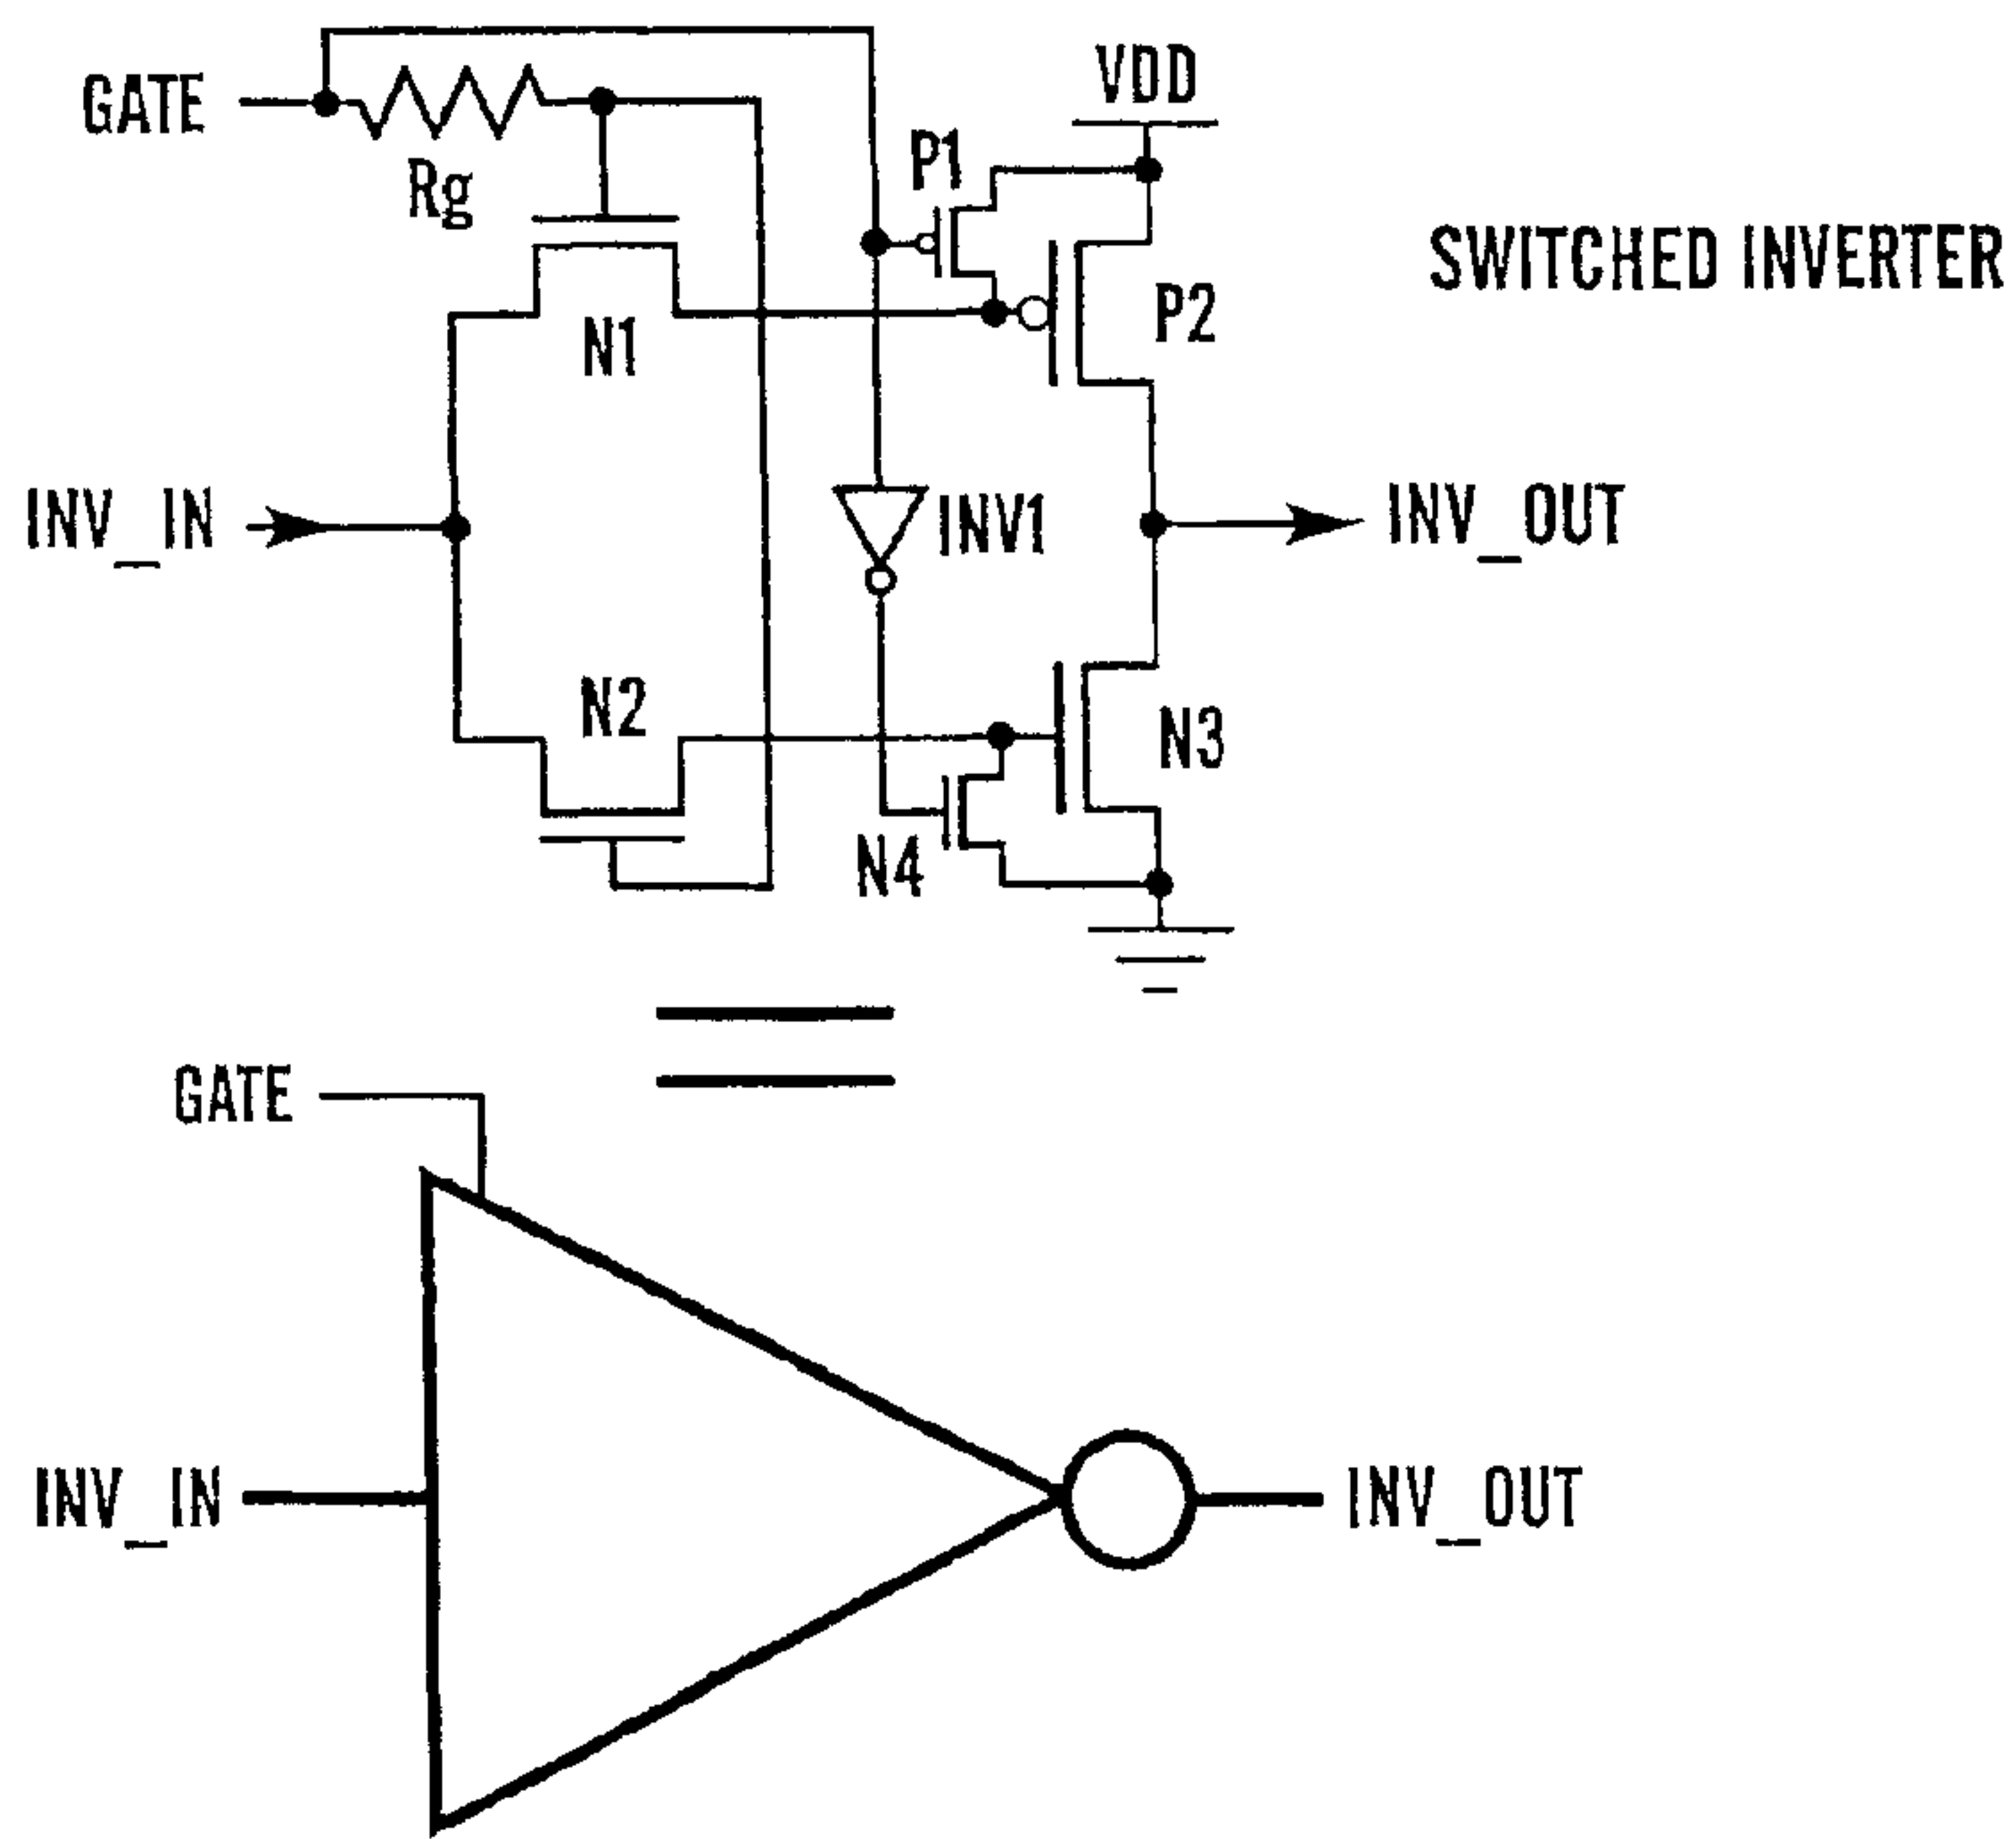 GATE
VDD
P1
Rg
SWITCHED INVERTER
P2
N1
INV_IN
INV1
INV_OUT
N2
N3
N4
GATE
INV_IN
INV_OUT